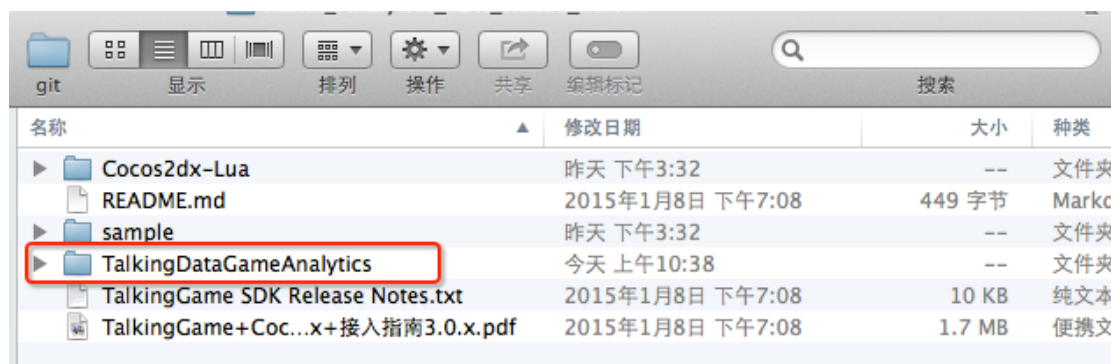 git 显示 排列 操作 共享 编辑标记 搜索
名称 修改日期 大小 种类
Cocos2dx-Lua 昨天 下午3:32 -- 文件夹
README.md 2015年1月8日 下午7:08 449 字节 Markd
sample 昨天 下午3:32 -- 文件夹
TalkingDataGameAnalytics 今天 上午10:38 -- 文件夹
TalkingGame SDK Release Notes.txt 2015年1月8日 下午7:08 10 KB 纯文本
TalkingGame+Coc...x+接入指南3.0.x.pdf 2015年1月8日 下午7:08 1.7 MB 便携文